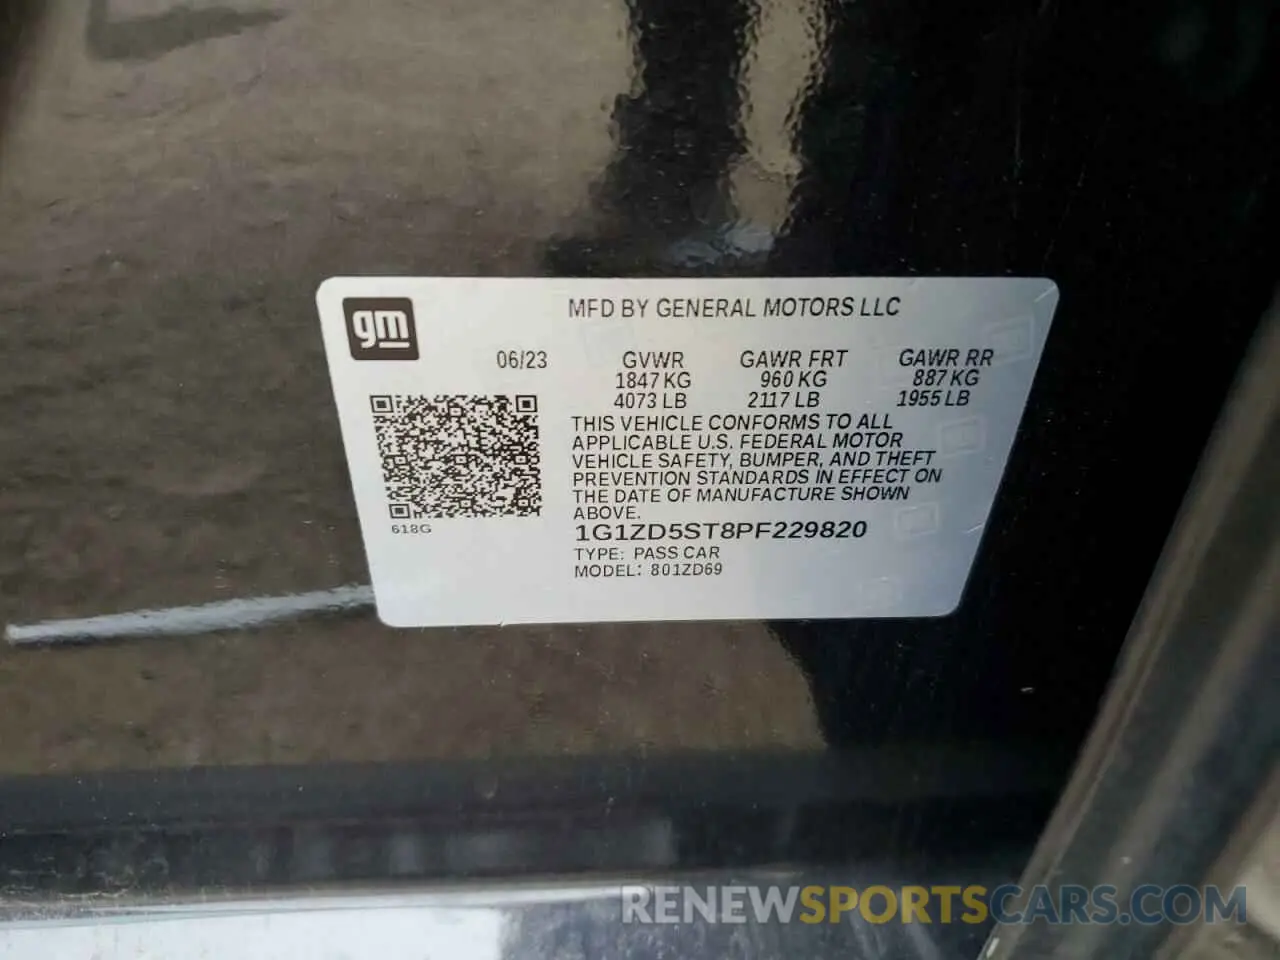 gm
MFD BY GENERAL MOTORS LLC
06/23 GVWR GAWR FRT GAWR RR
1847 KG 960 KG 887 KG
4073 LB 2117 LB 1955 LB
THIS VEHICLE CONFORMS TO ALL
APPLICABLE U.S. FEDERAL MOTOR
VEHICLE SAFETY, BUMPER, AND THEFT
PREVENTION STANDARDS IN EFFECT ON
THE DATE OF MANUFACTURE SHOWN
ABOVE.
618G
1G1ZD5ST8PF229820
TYPE: PASS CAR
MODEL: 801ZD69
RENEWSPORTSCARS.COM